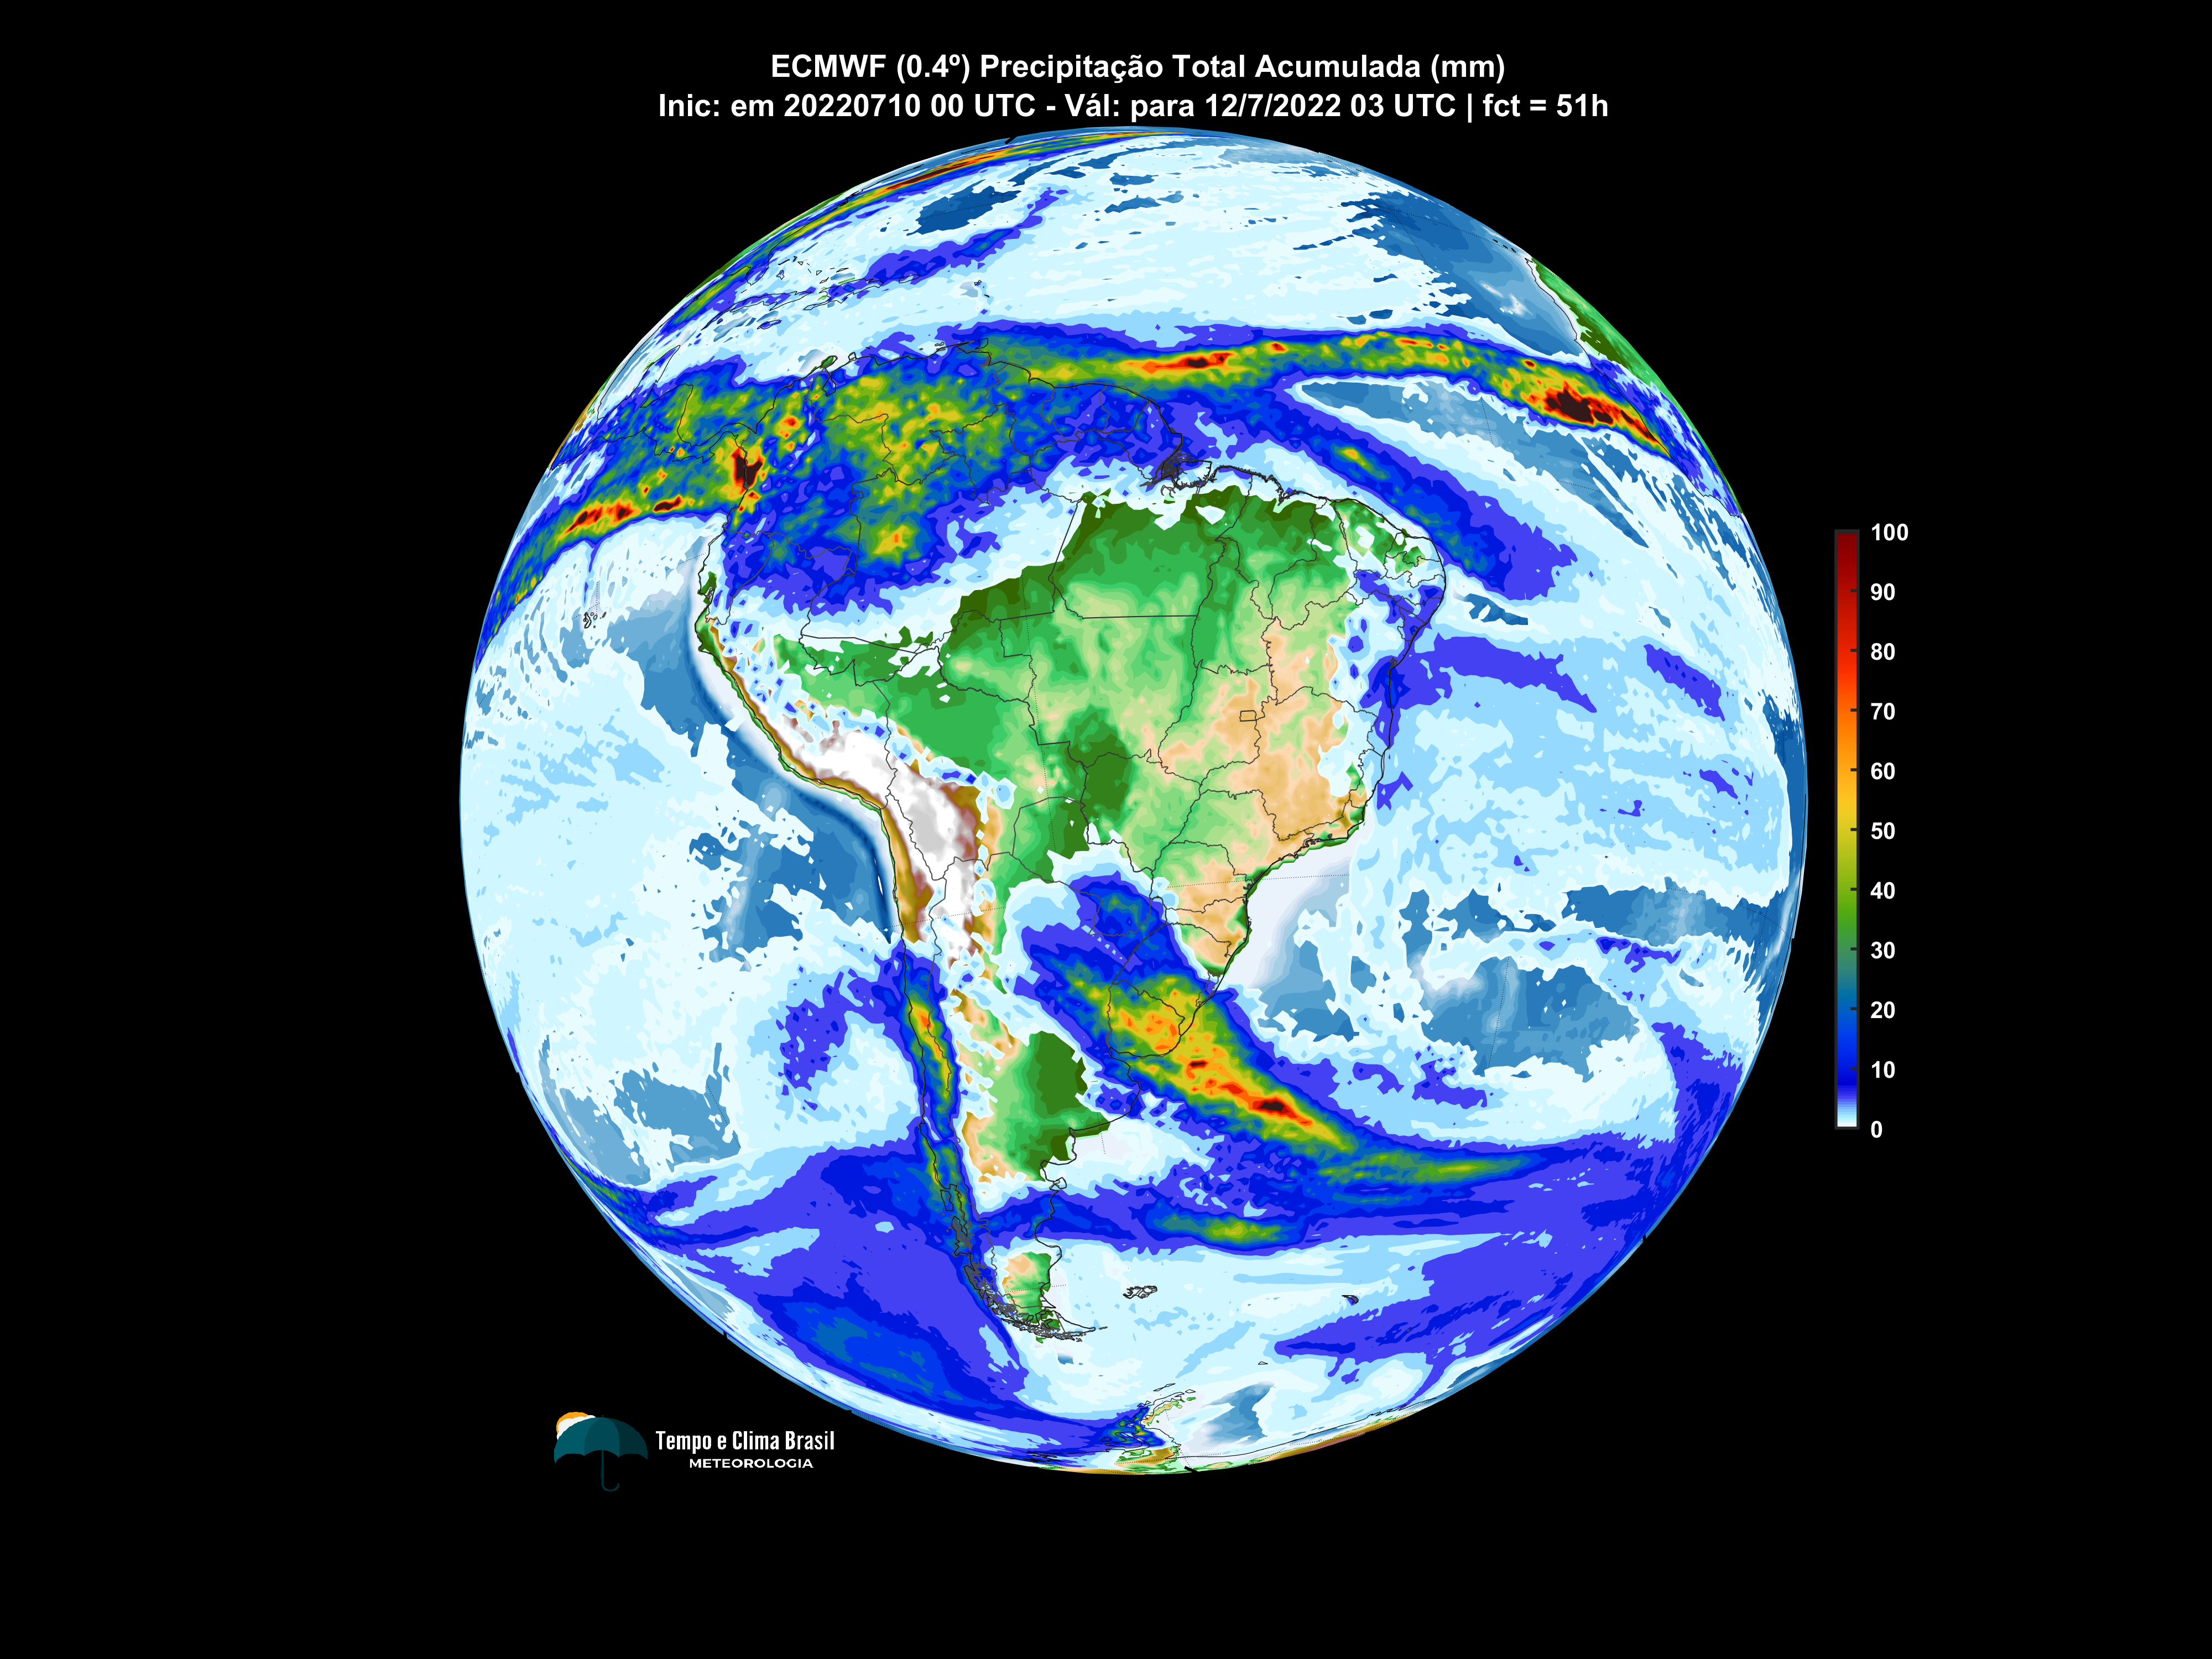 ECMWF (0.4º) Precipitação Total Acumulada (mm)
Inic: em 20220710 00 UTC - Vál: para 12/7/2022 03 UTC | fct = 51h
100
90
80
70
60
50
40
30
20
10
0
Tempo e Clima Brasil
METEOROLOGIA